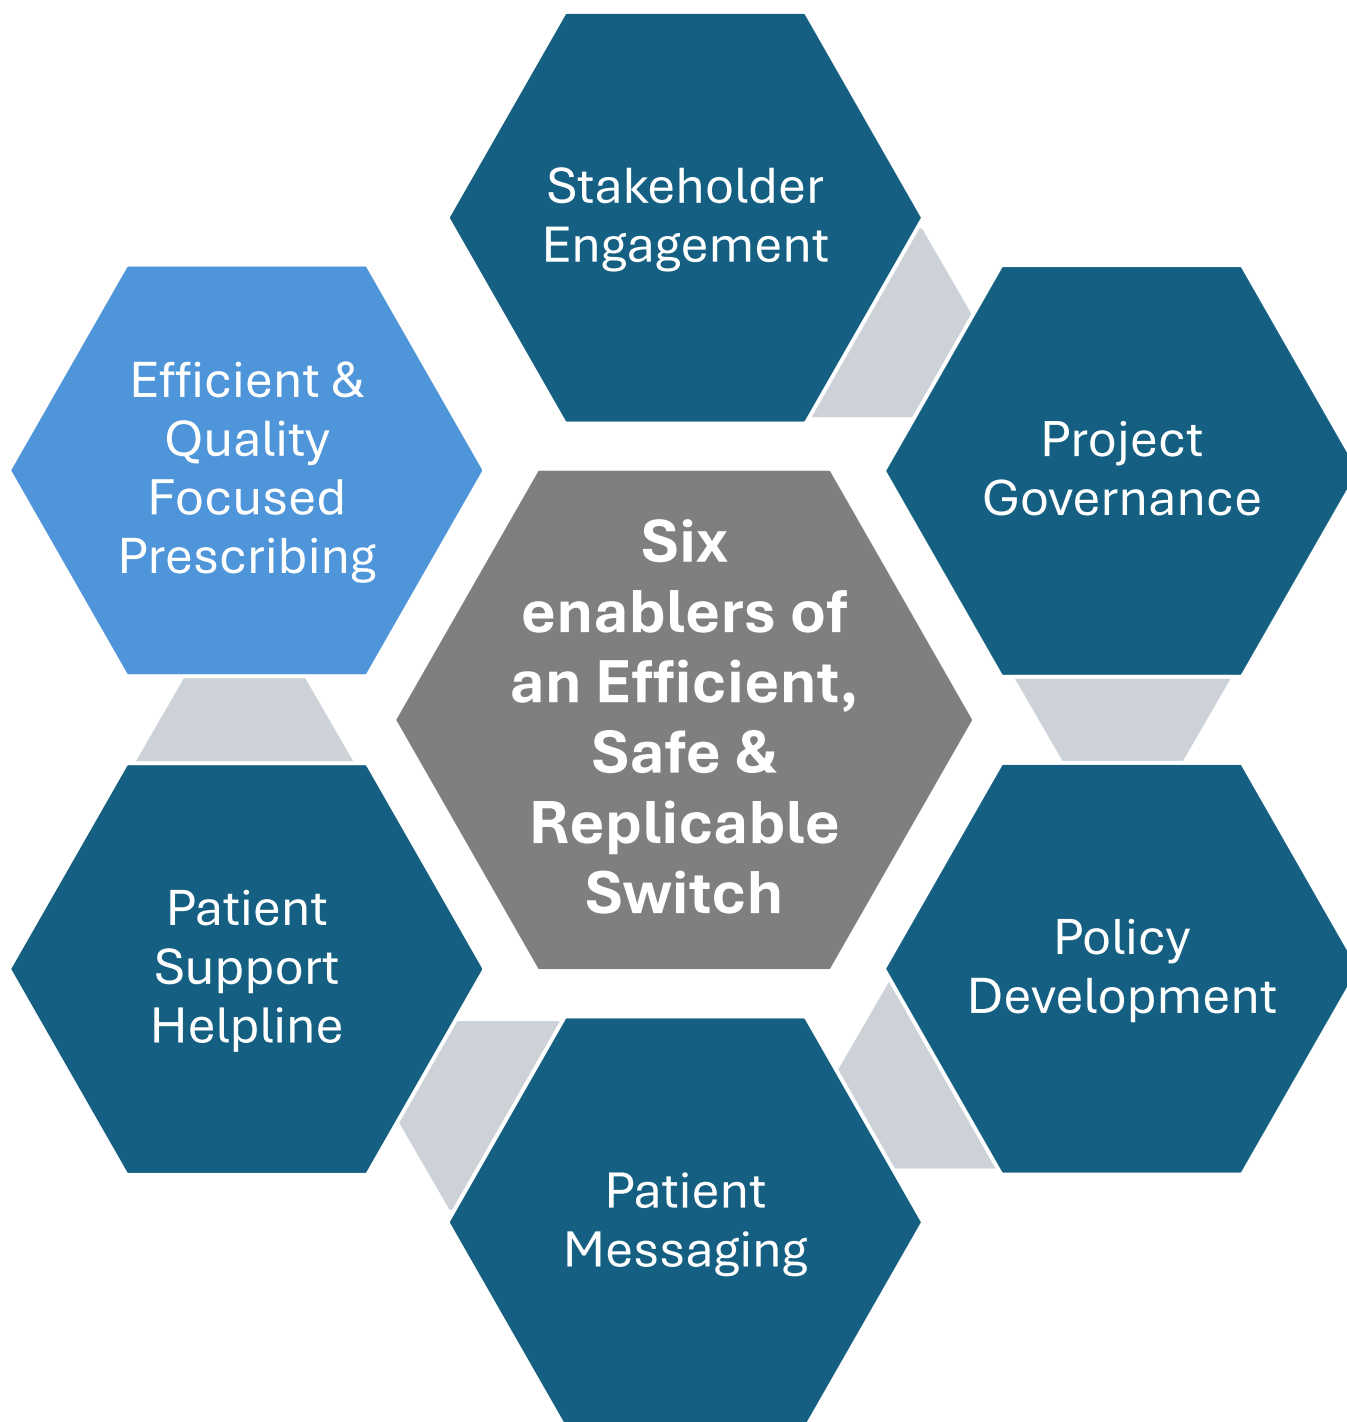 Stakeholder
Engagement
Project
Governance
Policy
Development
Patient
Messaging
Patient
Support
Helpline
Efficient &
Quality
Focused
Prescribing
Six
enablers of
an Efficient,
Safe &
Replicable
Switch